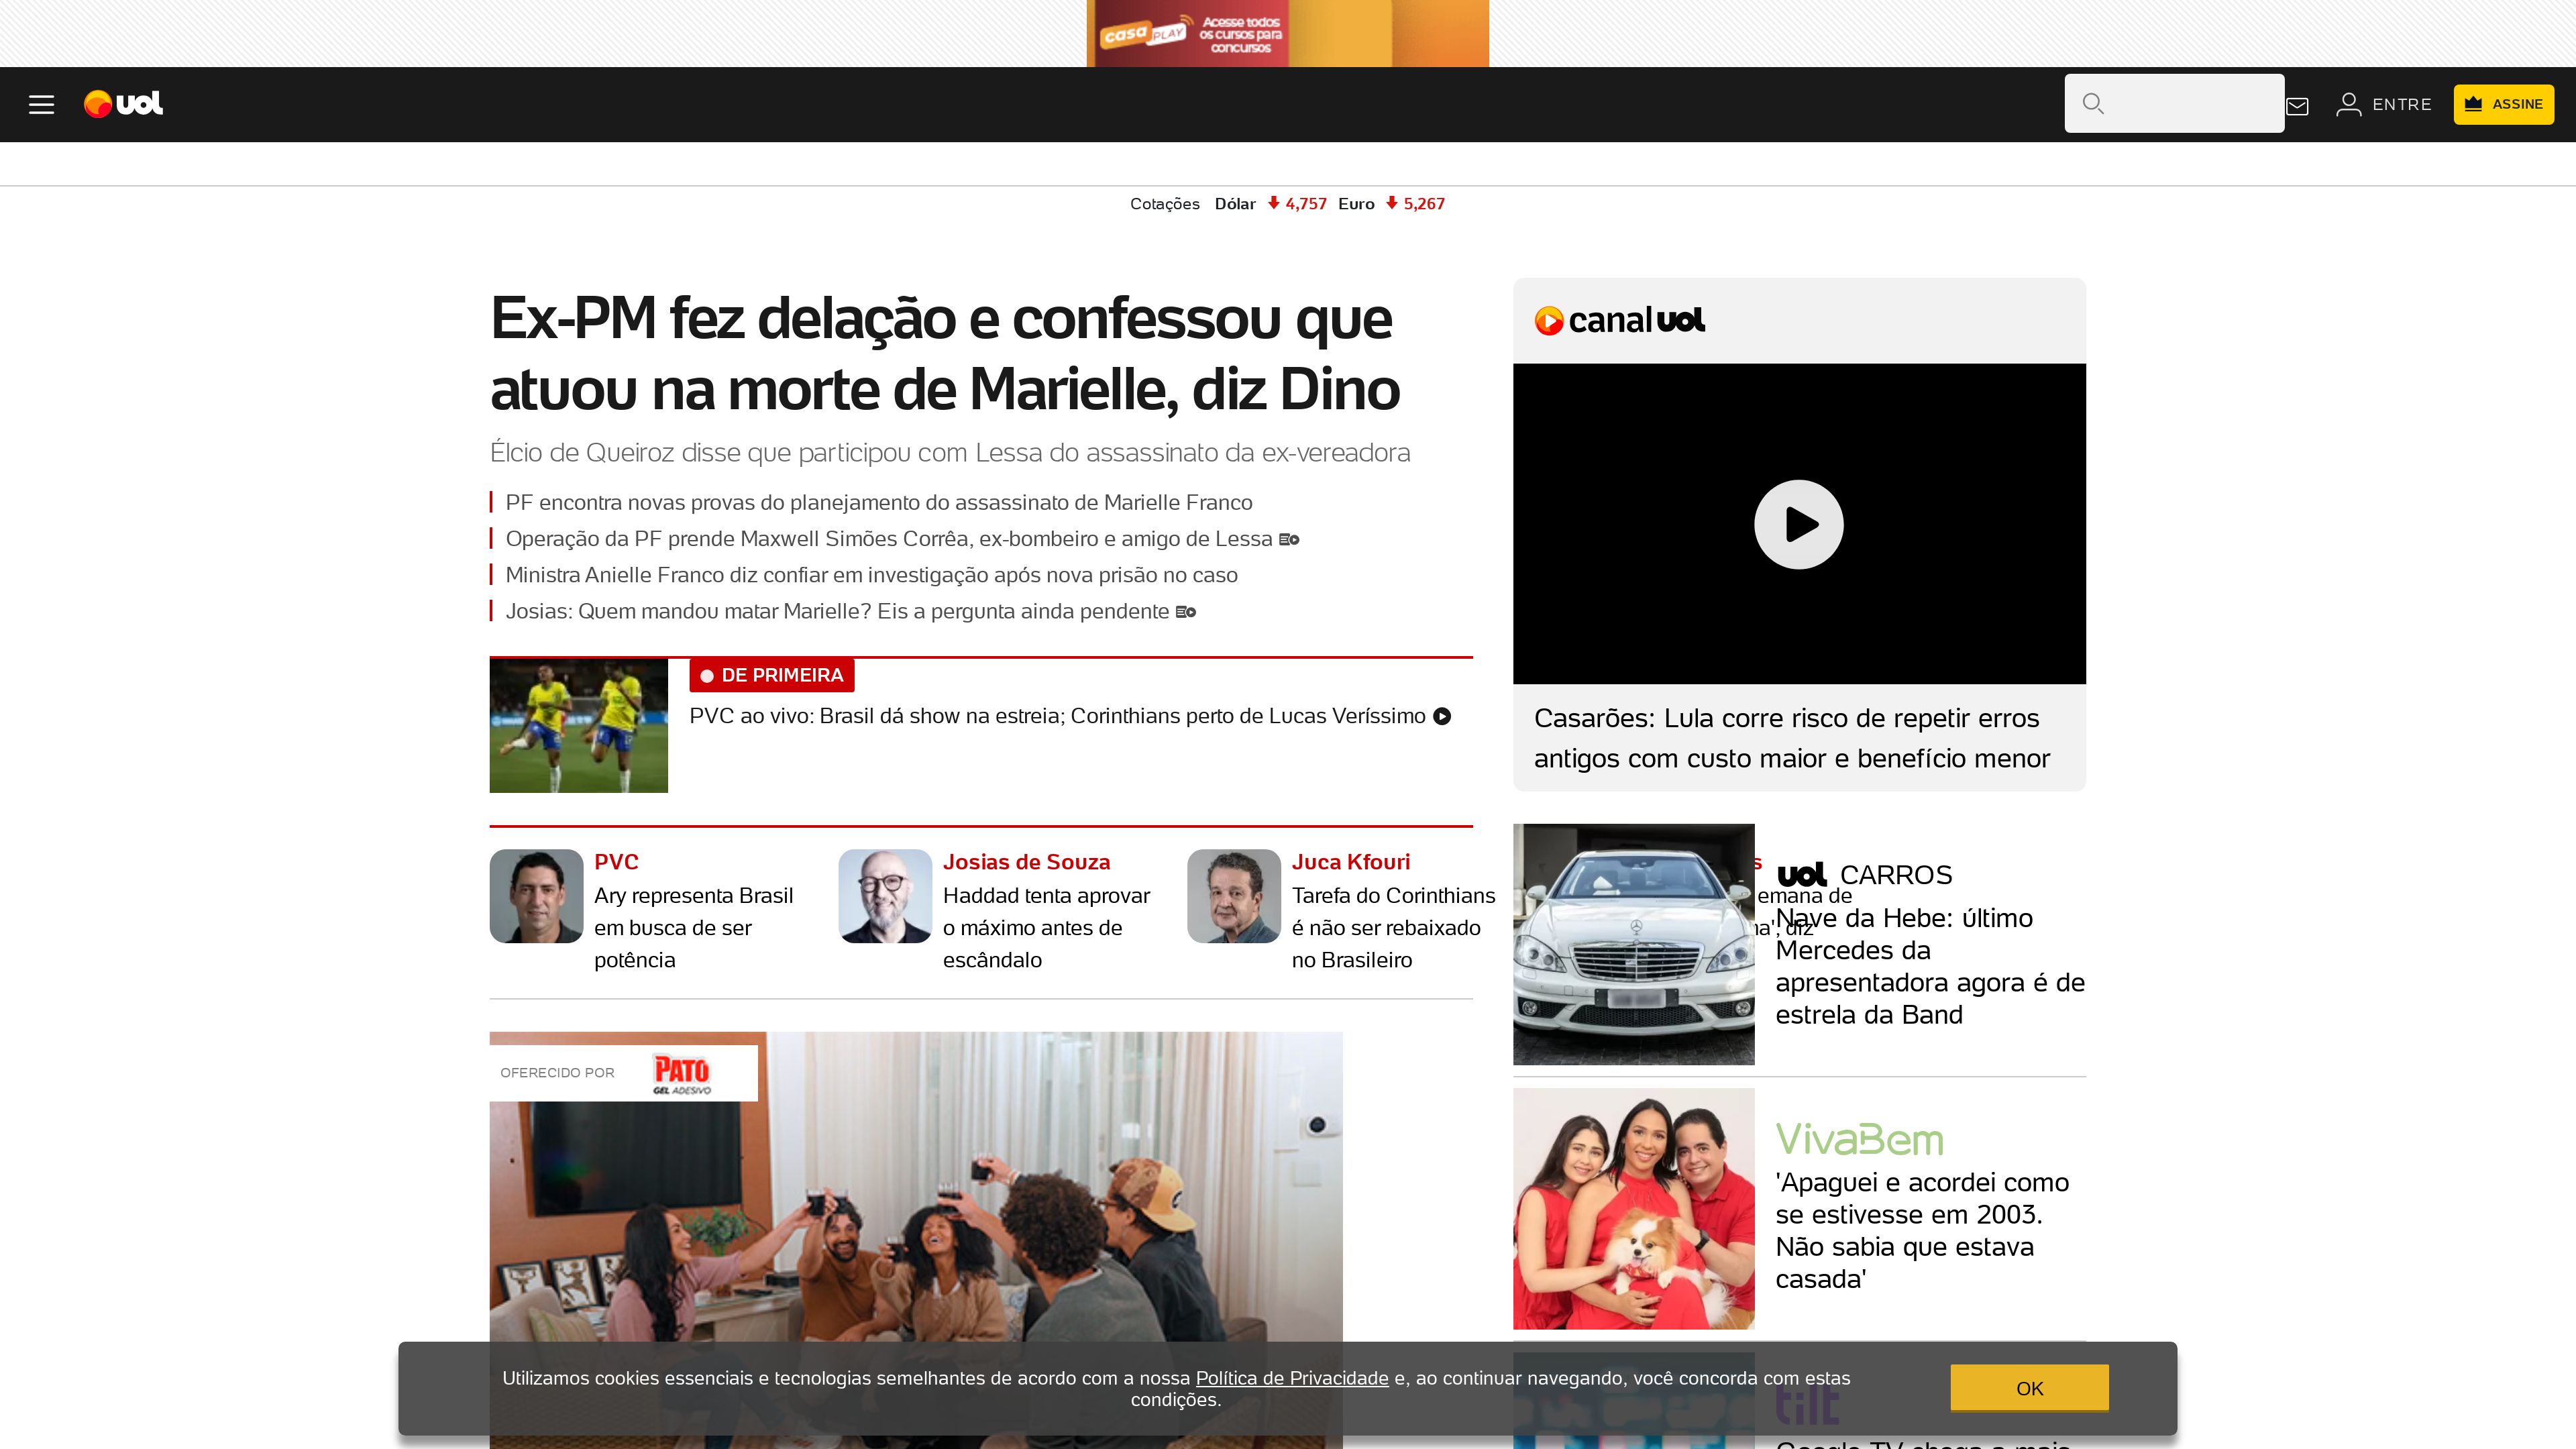 casa PLAY
Acesse todos
os cursos para
concursos
uol
ENTRE
ASSINE
Cotações Dólar 4,757 Euro 5,267
Ex-PM fez delação e confessou que
atuou na morte de Marielle, diz Dino
Élcio de Queiroz disse que participou com Lessa do assassinato da ex-vereadora
PF encontra novas provas do planejamento do assassinato de Marielle Franco
Operação da PF prende Maxwell Simões Corrêa, ex-bombeiro e amigo de Lessa
Ministra Anielle Franco diz confiar em investigação após nova prisão no caso
Josias: Quem mandou matar Marielle? Eis a pergunta ainda pendente
DE PRIMEIRA
PVC ao vivo: Brasil dá show na estreia; Corinthians perto de Lucas Veríssimo
PVC
Ary representa Brasil
em busca de ser
potência
Josias de Souza
Haddad tenta aprovar
o máximo antes de
escândalo
Juca Kfouri
Tarefa do Corinthians
é não ser rebaixado
no Brasileiro
OFERECIDO POR
PATO
GEL ADESIVO
canal uol
Casarões: Lula corre risco de repetir erros
antigos com custo maior e benefício menor
uol CARROS
Nave da Hebe: último
Mercedes da
apresentadora agora é de
estrela da Band
VivaBem
'Apaguei e acordei como
se estivesse em 2003.
Não sabia que estava
casada'
tilt
Google TV chega a mais
Utilizamos cookies essenciais e tecnologias semelhantes de acordo com a nossa Política de Privacidade e, ao continuar navegando, você concorda com estas
condições.
OK